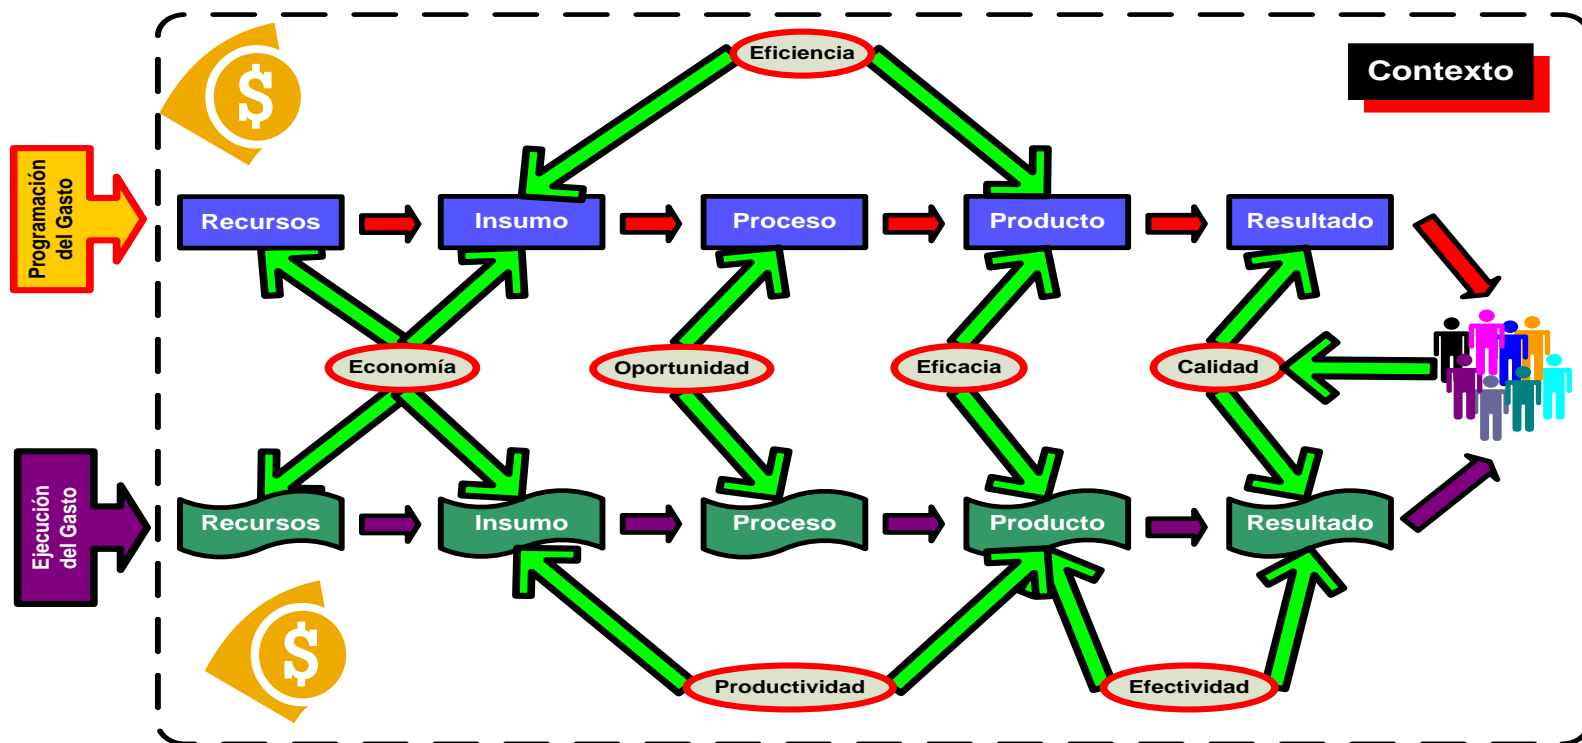 Eficiencia
Contexto
$
Programación
del Gasto
Recursos
Insumo
Proceso
Producto
Resultado
Economía
Oportunidad
Eficacia
Calidad
Ejecución
del Gasto
Recursos
Insumo
Proceso
Producto
Resultado
$
Productividad
Efectividad